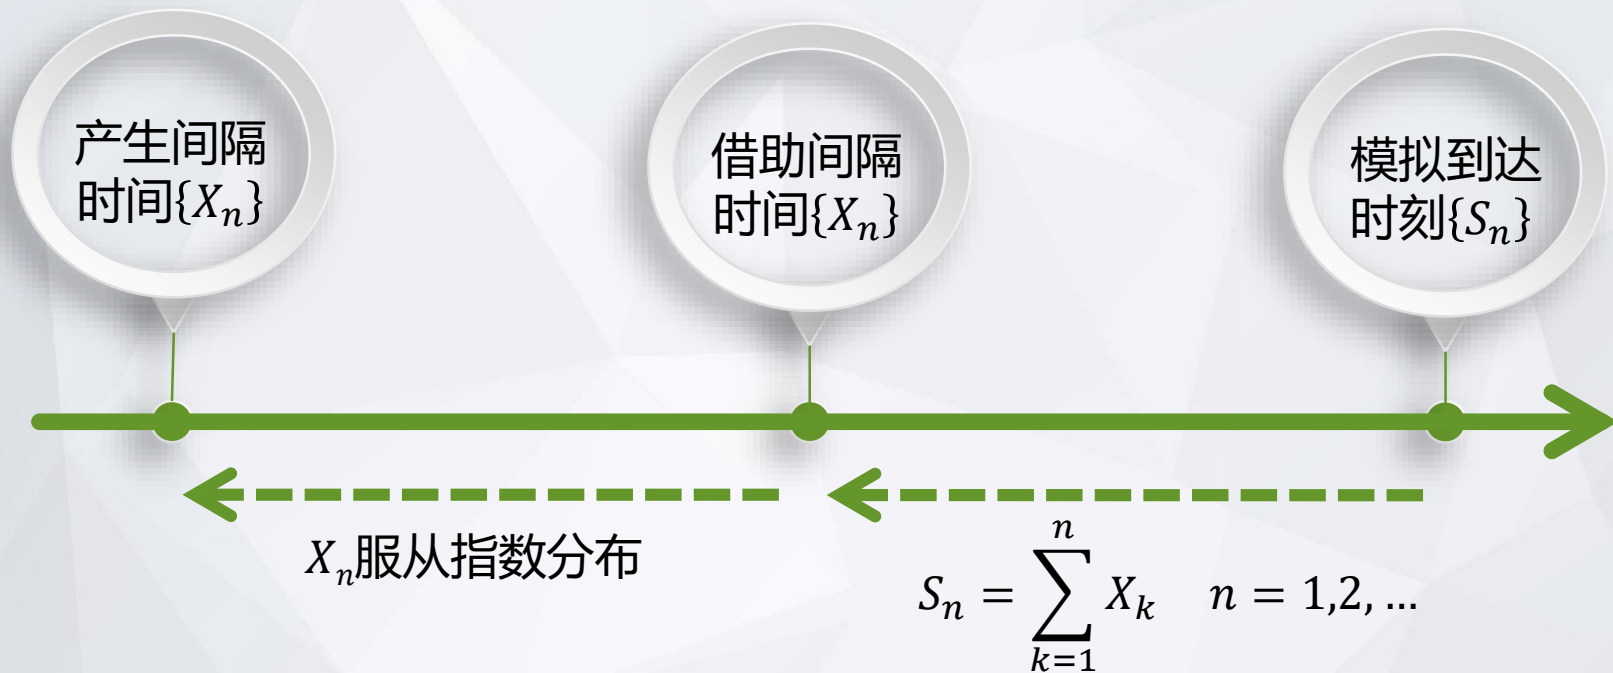 产生间隔
时间{Xₙ}
借助间隔
时间{Xₙ}
模拟到达
时刻{Sₙ}
Xₙ服从指数分布
Sₙ = ∑ₖ₌₁ⁿ Xₖ n = 1,2, …